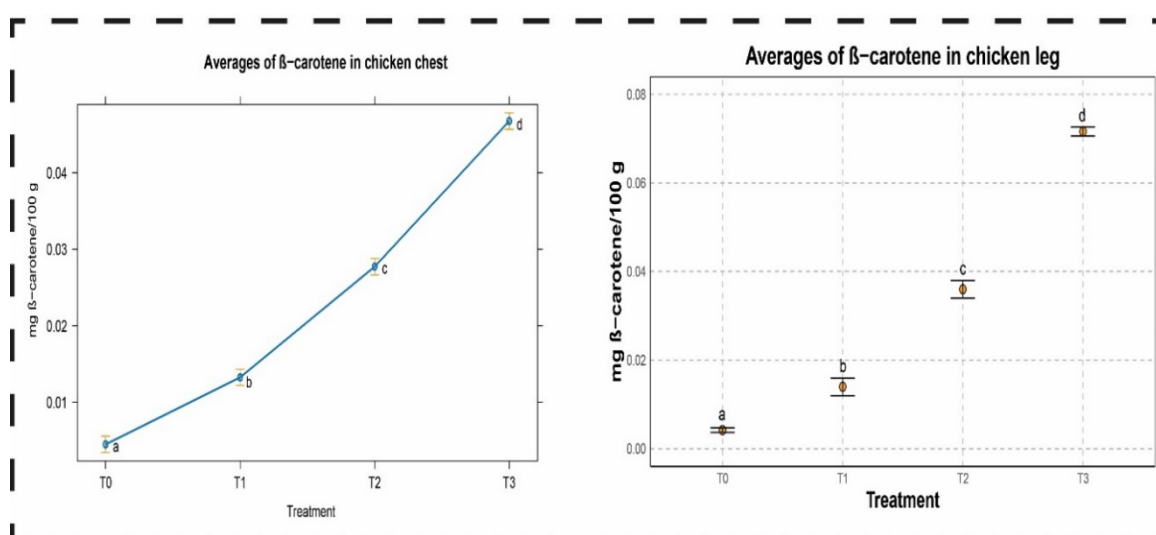 Averages of ß−carotene in chicken chest
mg ß−carotene/100 g
0.04
0.03
0.02
0.01
a
b
c
d
T0 T1 T2 T3
Treatment
Averages of ß−carotene in chicken leg
mg ß−carotene/100 g
0.08
0.06
0.04
0.02
0.00
a
b
c
d
T0 T1 T2 T3
Treatment